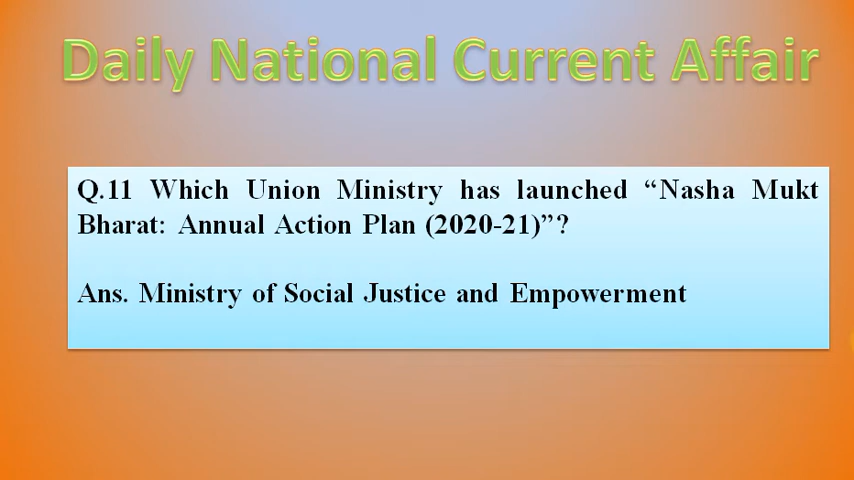 Daily National Current Affair
Q.11 Which Union Ministry has launched “Nasha Mukt
Bharat: Annual Action Plan (2020-21)”?
Ans. Ministry of Social Justice and Empowerment